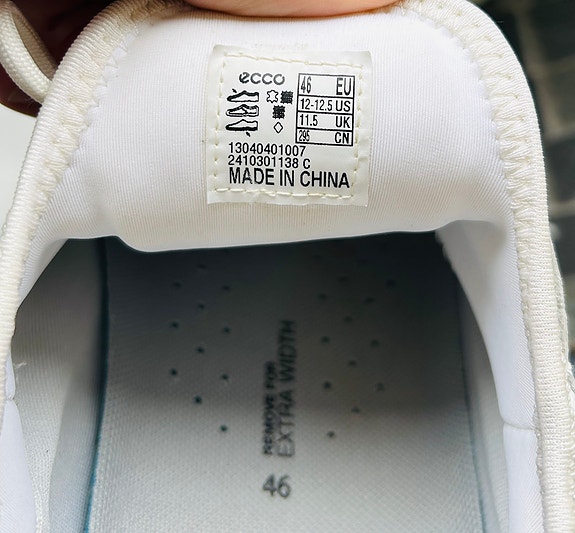 ecco
46 EU
12-12.5 US
11.5 UK
295 CN
13040401007
2410301138 C
MADE IN CHINA
REMOVE FOR
EXTRA WIDTH
46